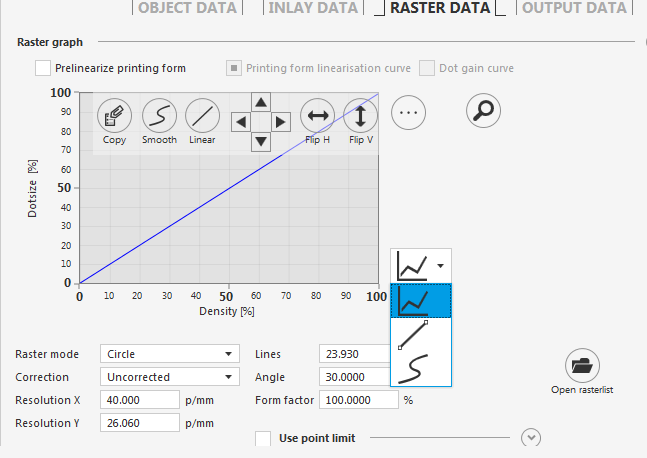 OBJECT DATA INLAY DATA RASTER DATA OUTPUT DATA
Raster graph
Prelinearize printing form Printing form linearisation curve Dot gain curve
100
90
80
70
60
50
40
30
20
10
0
Dotsize [%]
Copy Smooth Linear Flip H Flip V
...
0 10 20 30 40 50 60 70 80 90 100
Density [%]
Raster mode Circle Lines 23.930
Correction Uncorrected Angle 30.0000
Resolution X 40.000 p/mm Form factor 100.0000 %
Resolution Y 26.060 p/mm
Open rasterlist
Use point limit